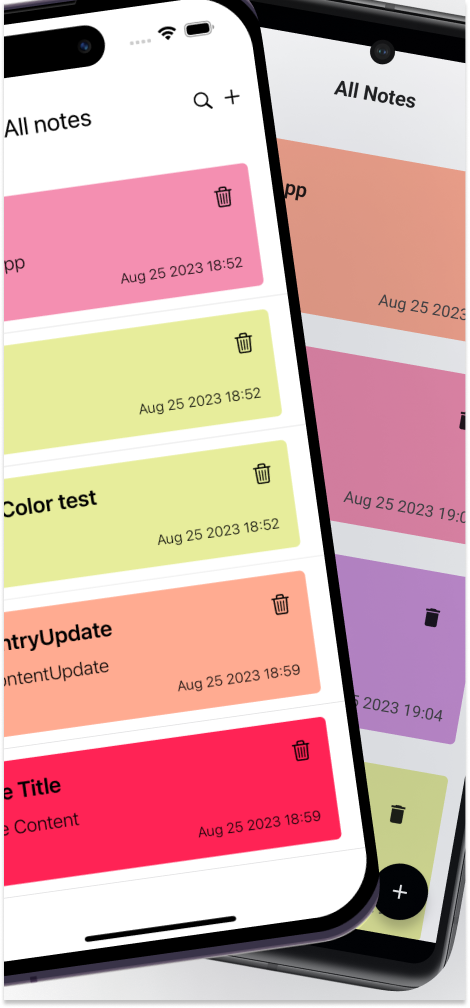 All notes
pp
Aug 25 2023 18:52
Aug 25 2023 18:52
Color test
Aug 25 2023 18:52
ntryUpdate
ontentUpdate
Aug 25 2023 18:59
e Title
e Content
Aug 25 2023 18:59
All Notes
pp
Aug 25 2023
Aug 25 2023 19:0
5 2023 19:04